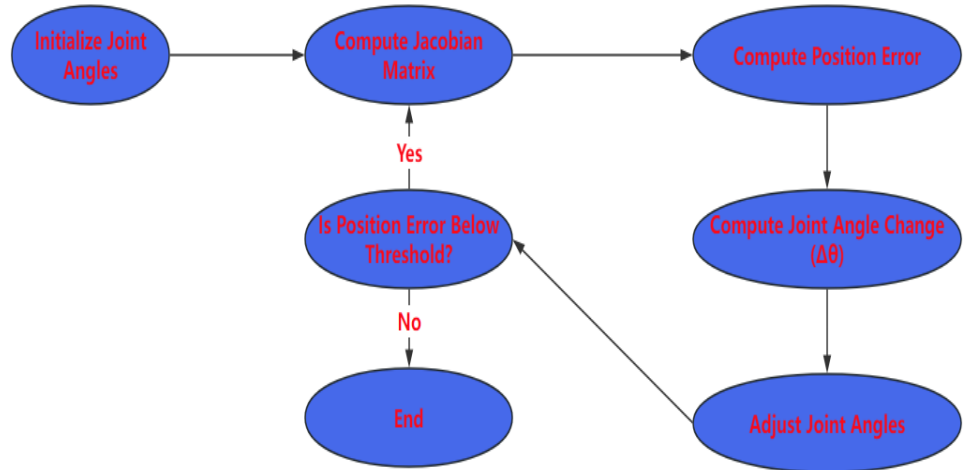 Initialize Joint
Angles
Compute Jacobian
Matrix
Compute Position Error
Yes
Is Position Error Below
Threshold?
Compute Joint Angle Change
(Δθ)
No
End
Adjust Joint Angles